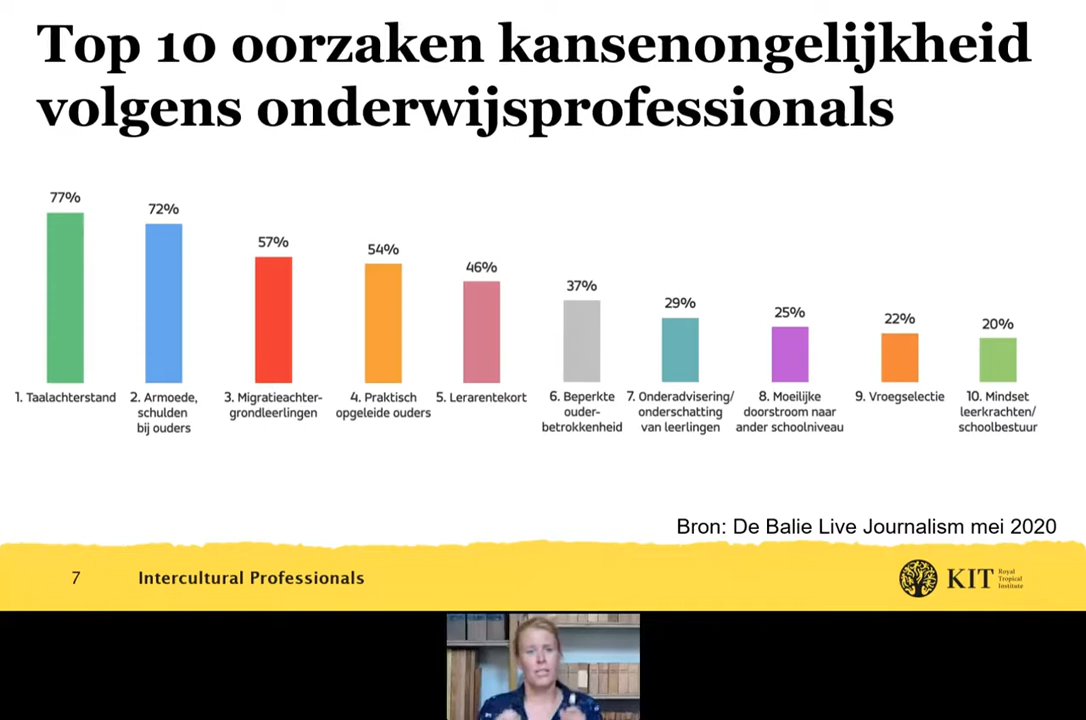 Top 10 oorzaken kansenongelijkheid
volgens onderwijsprofessionals
77%
72%
57%
54%
46%
37%
29%
25%
22%
20%
1. Taalachterstand
2. Armoede,
schulden
bij ouders
3. Migratieachter-
grondleerlingen
4. Praktisch
opgeleide ouders
5. Lerarentekort
6. Beperkte
ouder-
betrokkenheid
7. Onderadvisering/
onderschatting
van leerlingen
8. Moeilijke
doorstroom naar
ander schoolniveau
9. Vroegselectie
10. Mindset
leerkrachten/
schoolbestuur
Bron: De Balie Live Journalism mei 2020
7
Intercultural Professionals
KIT
Royal
Tropical
Institute